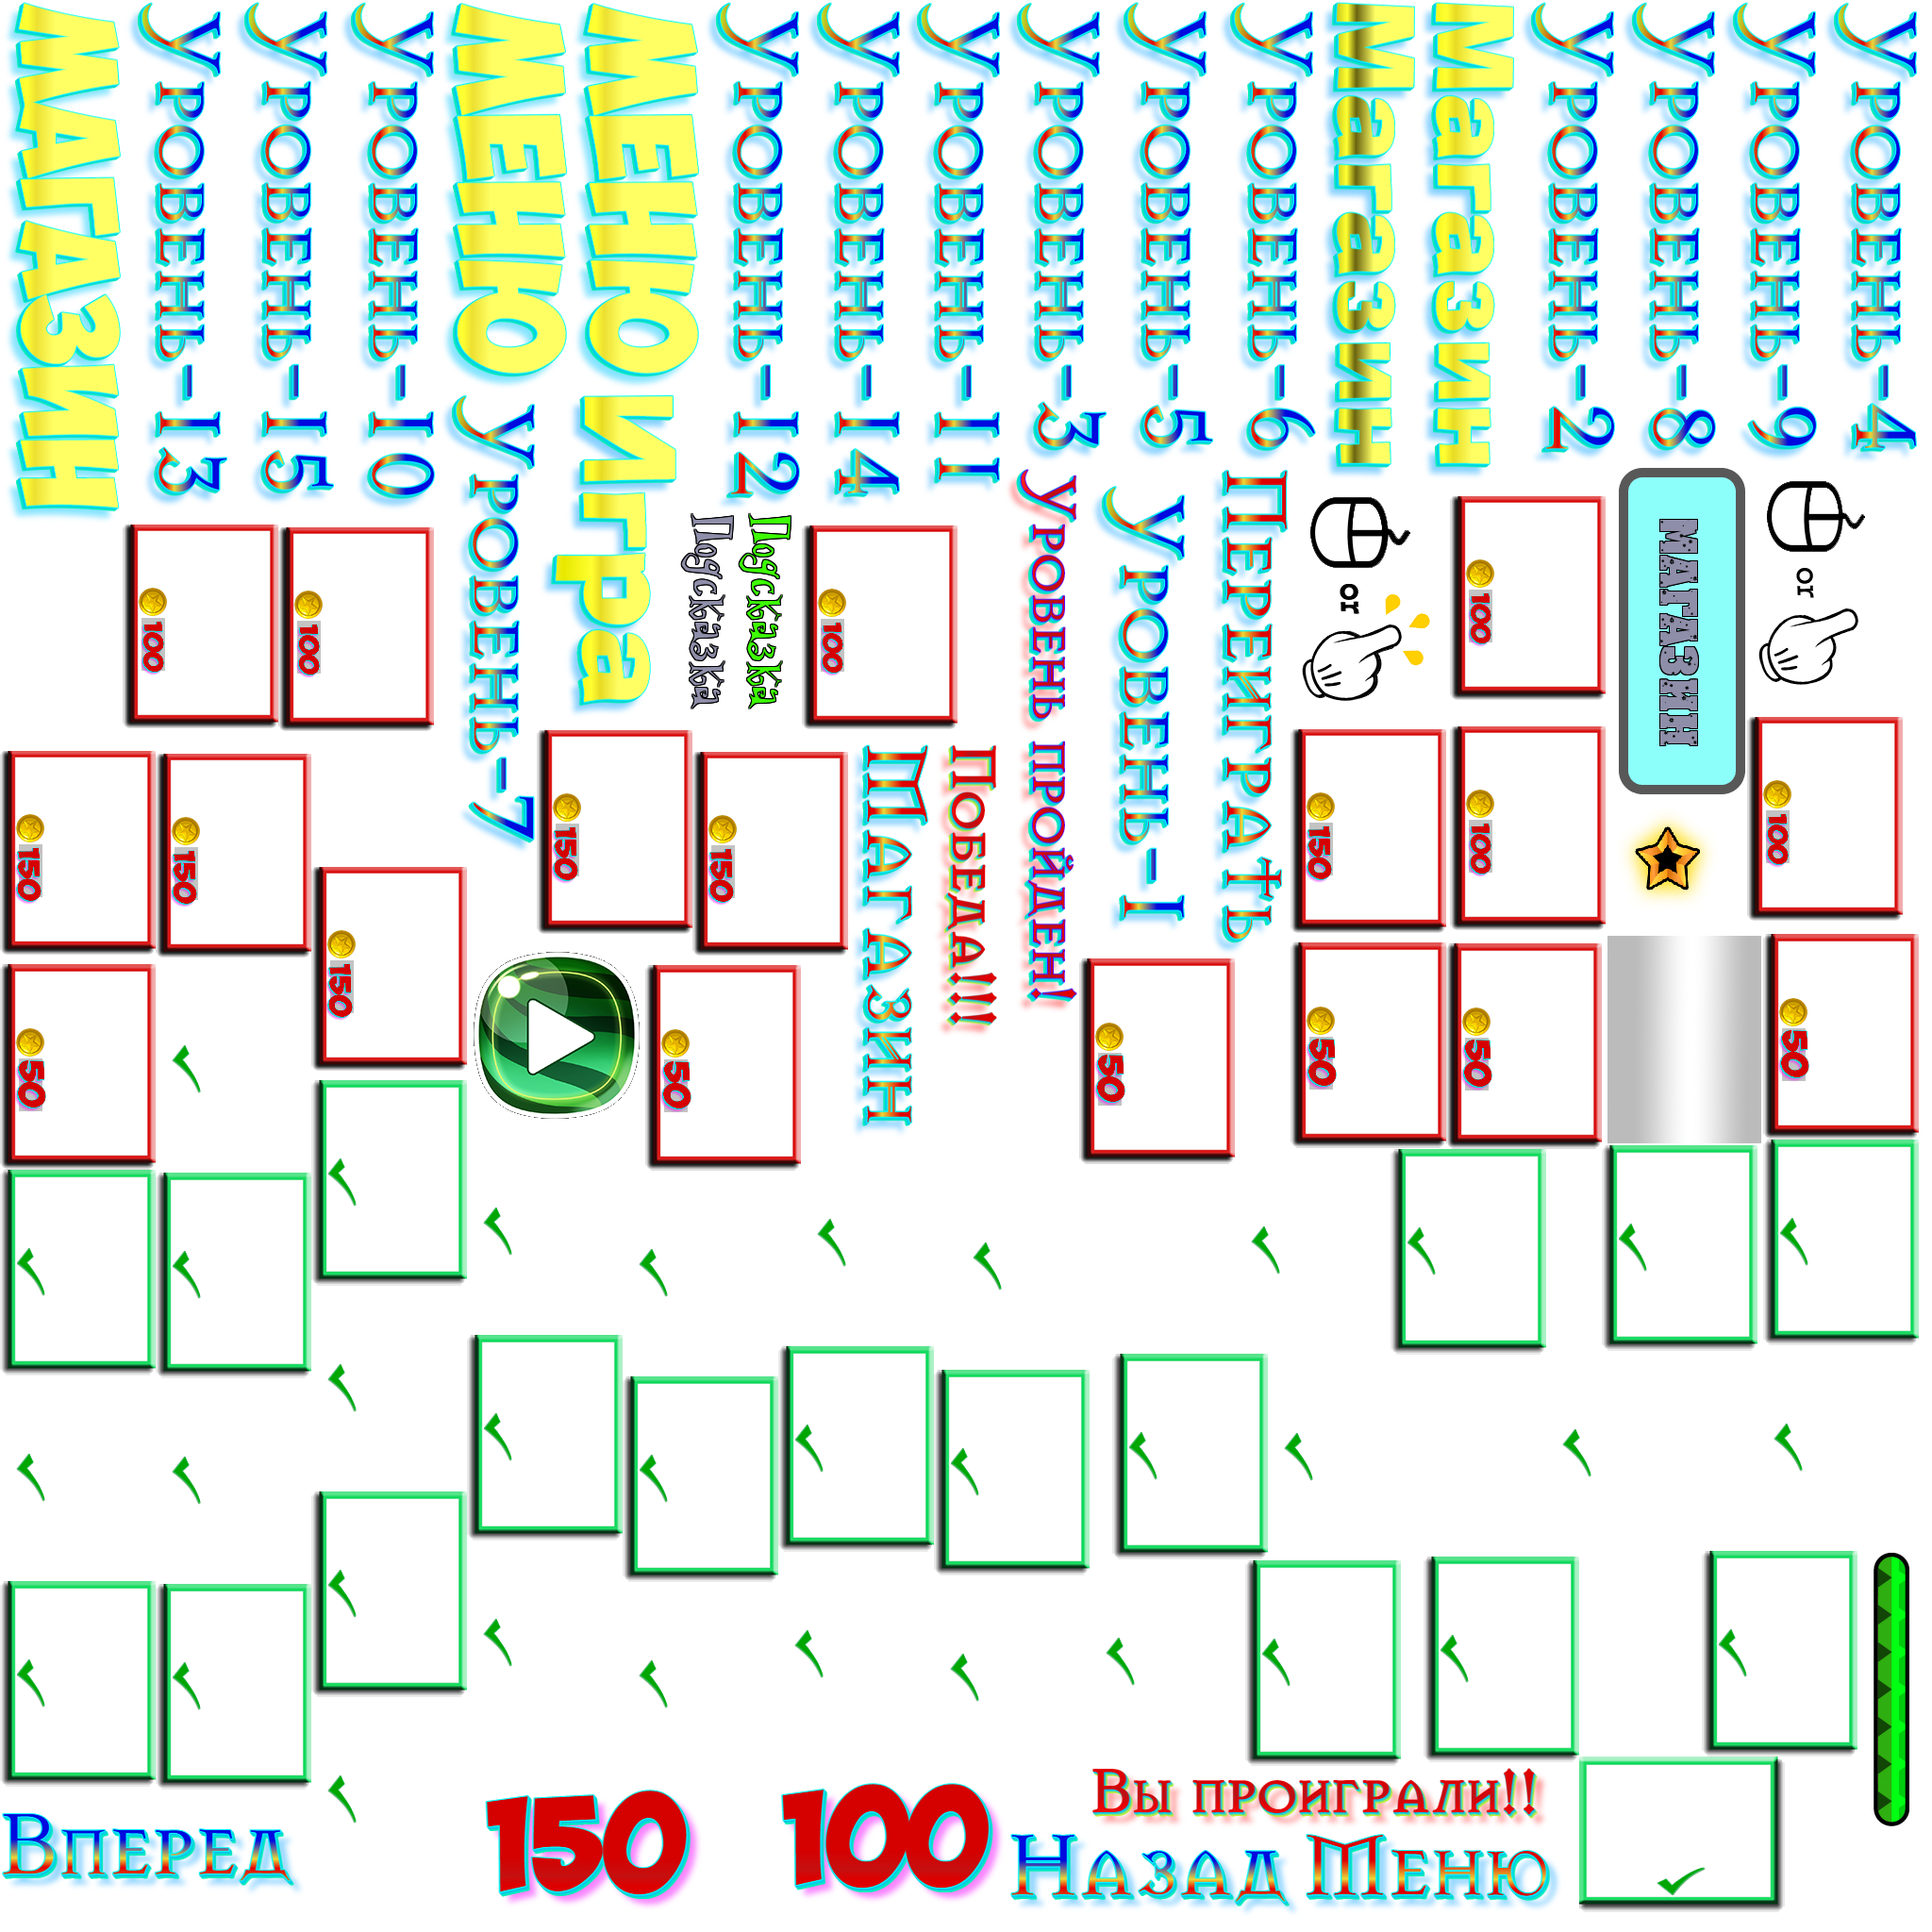 МАГАЗИН
Уровень-13
Уровень-15
Уровень-10
МЕНЮ
МЕНЮ
Уровень-12
Уровень-14
Уровень-11
Уровень-3
Уровень-5
Уровень-6
Магазин
Магазин
Уровень-2
Уровень-8
Уровень-9
Уровень-4
Уровень-7
Игра
Подсказка
Подсказка
Уровень пройден!
Уровень-1
Переиграть
or
МАГАЗИН
or
100
100
100
100
150
150
150
150
150
Магазин
Победа!!!
150
100
100
50
50
50
50
50
50
Вперед
150
100
Вы проиграли!!
Назад
Меню